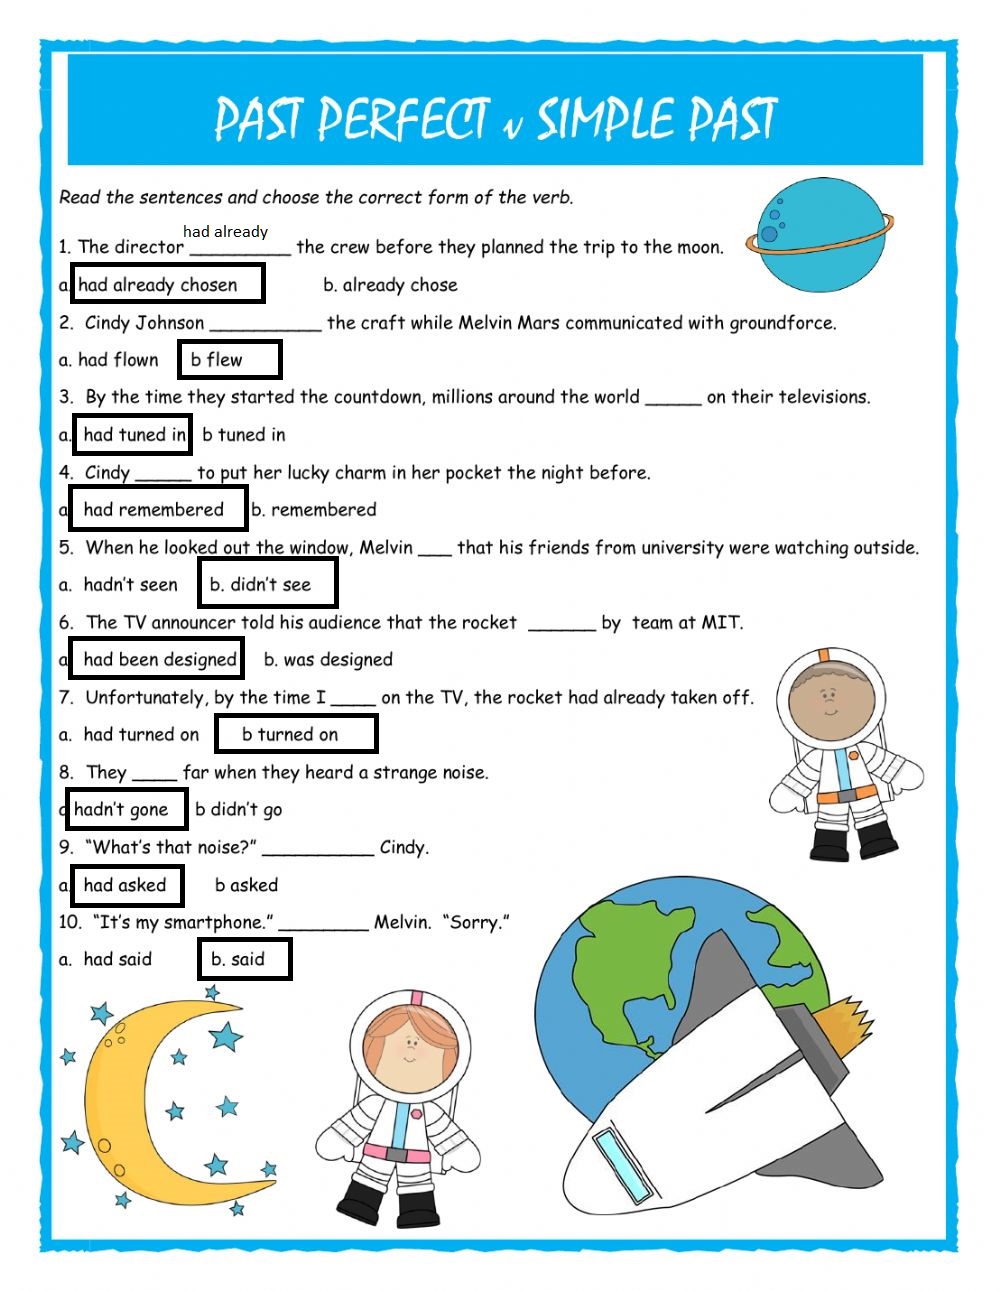 PAST PERFECT v SIMPLE PAST
Read the sentences and choose the correct form of the verb.
had already
1. The director __________ the crew before they planned the trip to the moon.
a. had already chosen b. already chose
2. Cindy Johnson __________ the craft while Melvin Mars communicated with groundforce.
a. had flown b flew
3. By the time they started the countdown, millions around the world _____ on their televisions.
a. had tuned in b tuned in
4. Cindy _____ to put her lucky charm in her pocket the night before.
a had remembered b. remembered
5. When he looked out the window, Melvin ___ that his friends from university were watching outside.
a. hadn't seen b. didn't see
6. The TV announcer told his audience that the rocket ______ by team at MIT.
a had been designed b. was designed
7. Unfortunately, by the time I ____ on the TV, the rocket had already taken off.
a. had turned on b turned on
8. They ____ far when they heard a strange noise.
a hadn't gone b didn't go
9. "What's that noise?" __________ Cindy.
a. had asked b asked
10. "It's my smartphone." ________ Melvin. "Sorry."
a. had said b. said